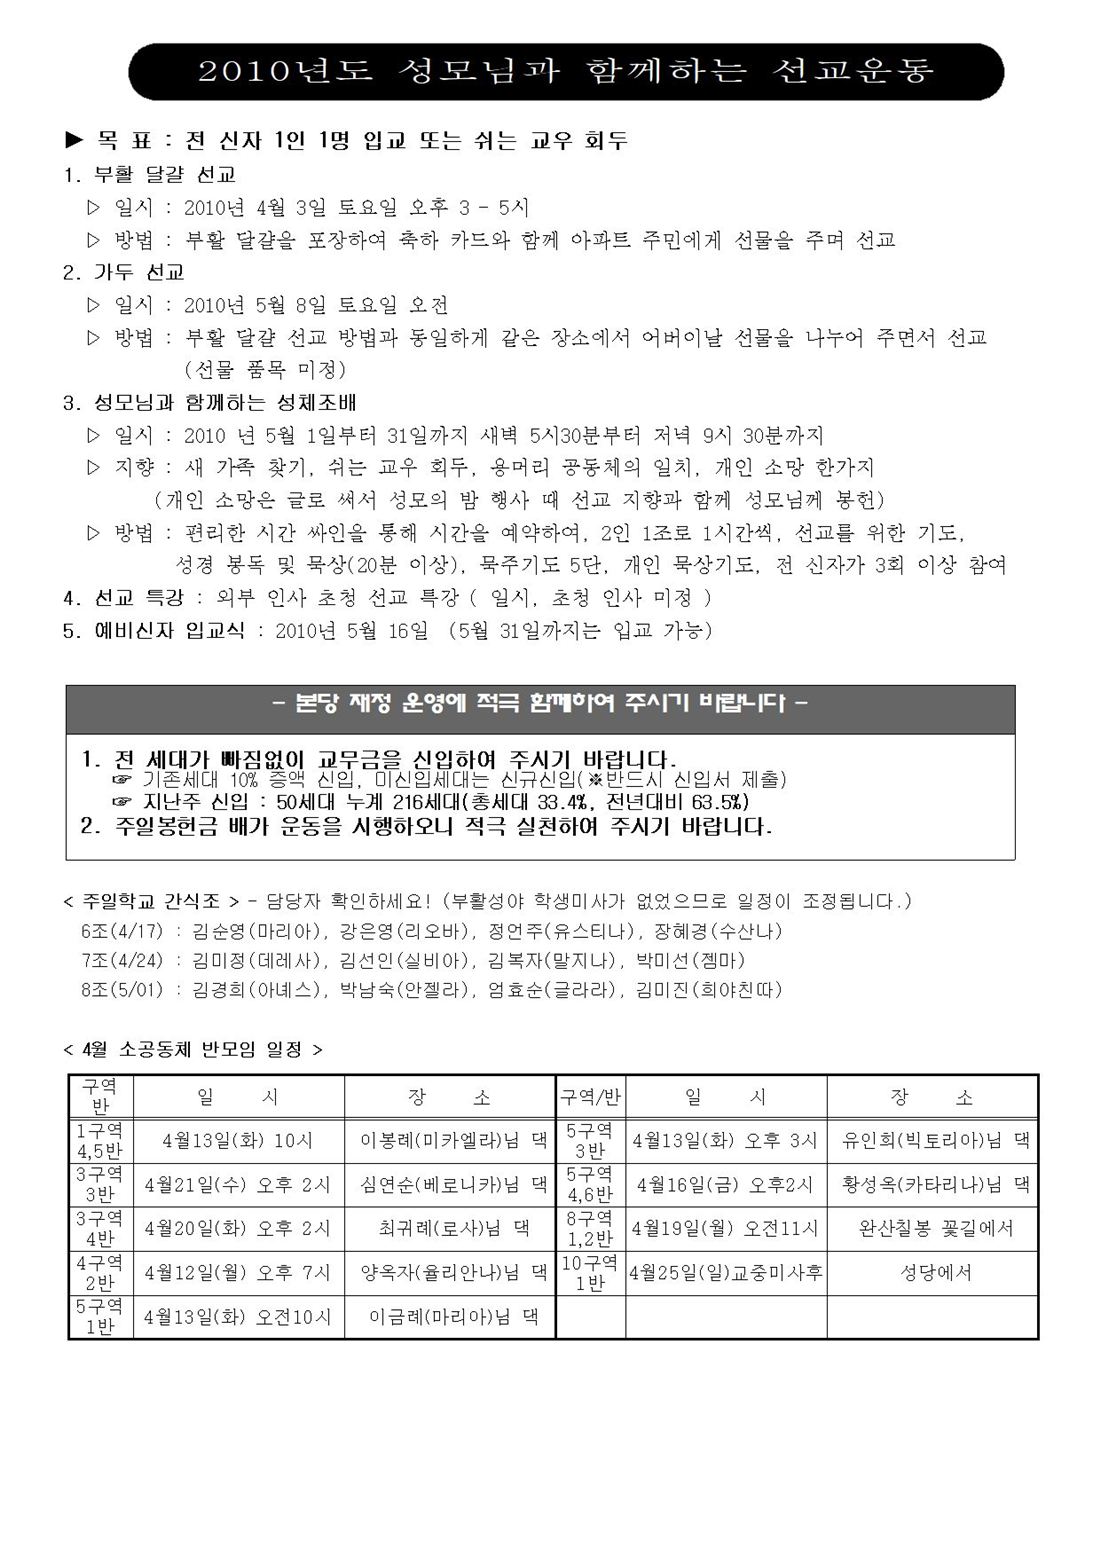 2010년도 성모님과 함께하는 선교운동
▶ 목 표 : 전 신자 1인 1명 입교 또는 쉬는 교우 회두
1. 부활 달걀 선교
▷ 일시 : 2010년 4월 3일 토요일 오후 3 - 5시
▷ 방법 : 부활 달걀을 포장하여 축하 카드와 함께 아파트 주민에게 선물을 주며 선교
2. 가두 선교
▷ 일시 : 2010년 5월 8일 토요일 오전
▷ 방법 : 부활 달걀 선교 방법과 동일하게 같은 장소에서 어버이날 선물을 나누어 주면서 선교
(선물 품목 미정)
3. 성모님과 함께하는 성체조배
▷ 일시 : 2010 년 5월 1일부터 31일까지 새벽 5시30분부터 저녁 9시 30분까지
▷ 지향 : 새 가족 찾기, 쉬는 교우 회두, 용머리 공동체의 일치, 개인 소망 한가지
(개인 소망은 글로 써서 성모의 밤 행사 때 선교 지향과 함께 성모님께 봉헌)
▷ 방법 : 편리한 시간 싸인을 통해 시간을 예약하여, 2인 1조로 1시간씩, 선교를 위한 기도,
성경 봉독 및 묵상(20분 이상), 묵주기도 5단, 개인 묵상기도, 전 신자가 3회 이상 참여
4. 선교 특강 : 외부 인사 초청 선교 특강 ( 일시, 초청 인사 미정 )
5. 예비신자 입교식 : 2010년 5월 16일 (5월 31일까지는 입교 가능)
- 본당 재정 운영에 적극 함께하여 주시기 바랍니다 -
1. 전 세대가 빠짐없이 교무금을 신입하여 주시기 바랍니다.
☞ 기존세대 10% 증액 신입, 미신입세대는 신규신입(※반드시 신입서 제출)
☞ 지난주 신입 : 50세대 누계 216세대(총세대 33.4%, 전년대비 63.5%)
2. 주일봉헌금 배가 운동을 시행하오니 적극 실천하여 주시기 바랍니다.
< 주일학교 간식조 > - 담당자 확인하세요! (부활성야 학생미사가 없었으므로 일정이 조정됩니다.)
6조(4/17) : 김순영(마리아), 강은영(리오바), 정언주(유스티나), 장혜경(수산나)
7조(4/24) : 김미정(데레사), 김선인(실비아), 김복자(말지나), 박미선(젬마)
8조(5/01) : 김경희(아녜스), 박남숙(안젤라), 엄효순(글라라), 김미진(희야친따)
< 4월 소공동체 반모임 일정 >
구역 반 일 시 장 소 구역/반 일 시 장 소
1구역 4,5반 4월13일(화) 10시 이봉례(미카엘라)님 댁 5구역 3반 4월13일(화) 오후 3시 유인희(빅토리아)님 댁
3구역 3반 4월21일(수) 오후 2시 심연순(베로니카)님 댁 5구역 4,6반 4월16일(금) 오후2시 황성옥(카타리나)님 댁
3구역 4반 4월20일(화) 오후 2시 최귀례(로사)님 댁 8구역 1,2반 4월19일(월) 오전11시 완산칠봉 꽃길에서
4구역 2반 4월12일(월) 오후 7시 양옥자(율리안나)님 댁 10구역 1반 4월25일(일)교중미사후 성당에서
5구역 1반 4월13일(화) 오전10시 이금례(마리아)님 댁